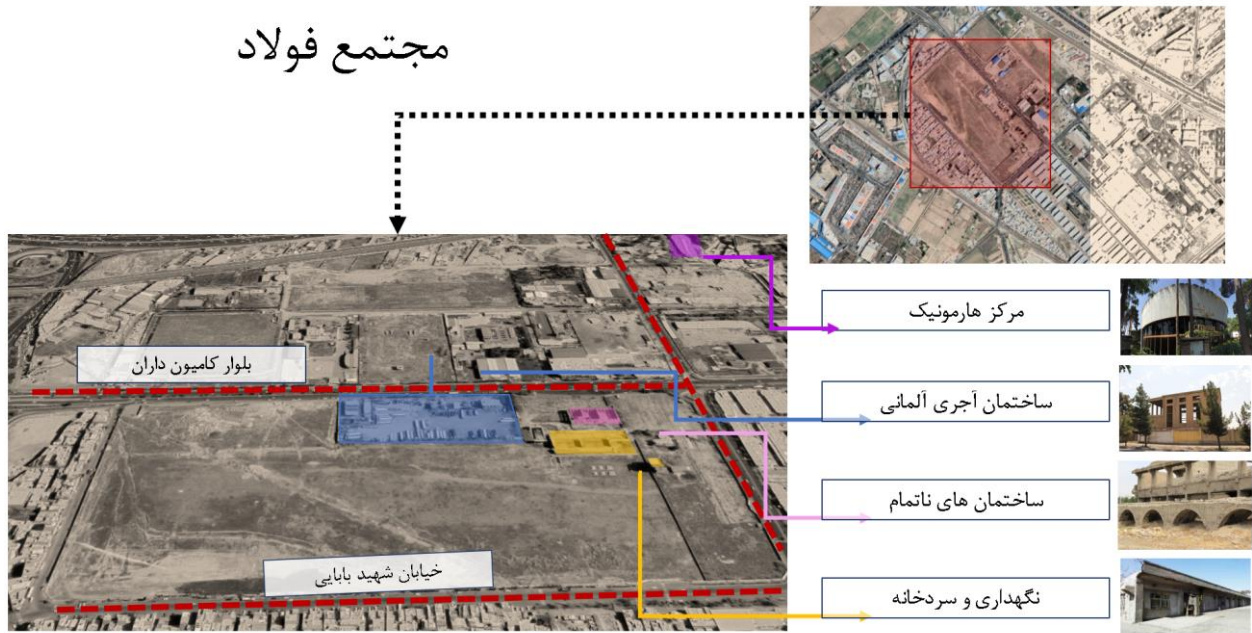 مجتمع فولاد
مرکز هارمونیک
بلوار کامیون داران
ساختمان آجری آلمانی
ساختمان های ناتمام
خیابان شهید بابایی
نگهداری و سردخانه